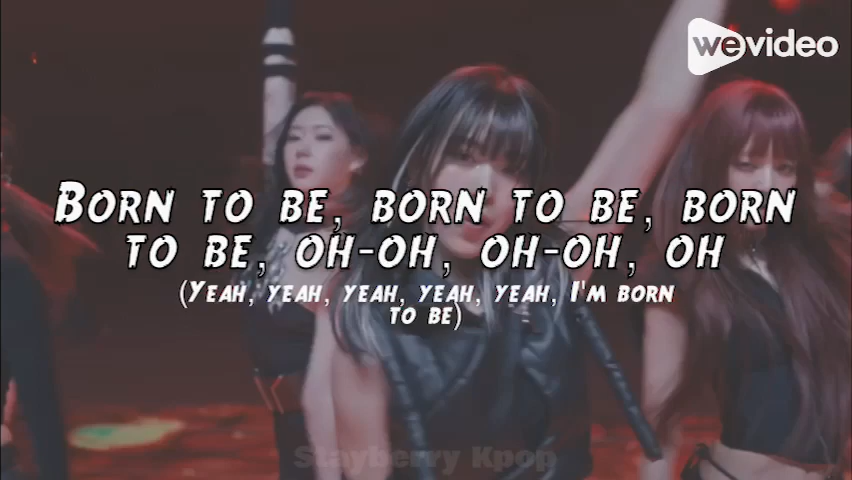 wevideo
Born to be, born to be, born
to be, oh-oh, oh-oh, oh
(Yeah, yeah, yeah, yeah, yeah, I'm born
to be)
Stayberry Kpop